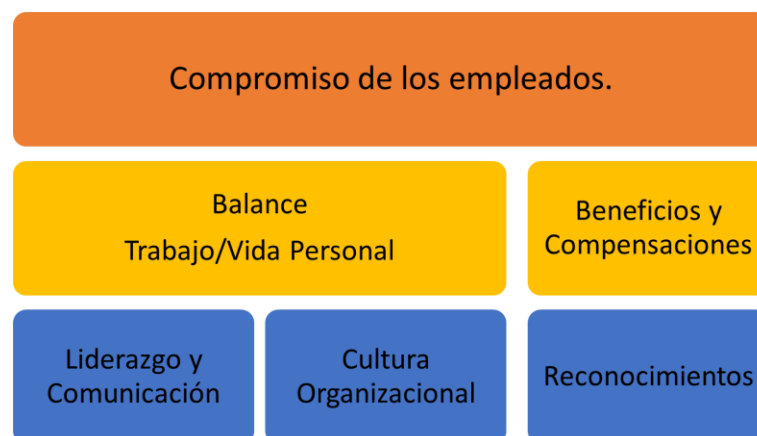 Compromiso de los empleados.
Balance
Trabajo/Vida Personal
Beneficios y
Compensaciones
Liderazgo y
Comunicación
Cultura
Organizacional
Reconocimientos